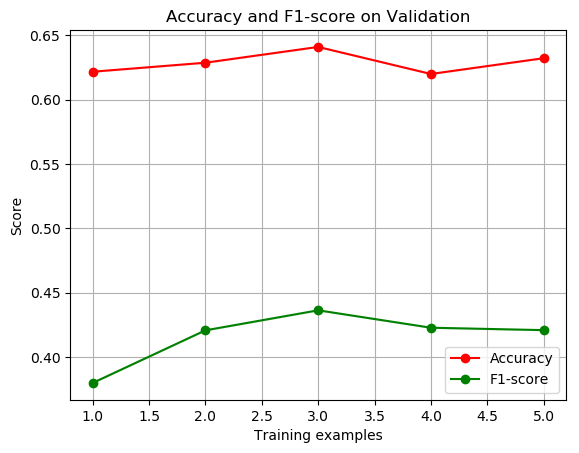 Accuracy and F1-score on Validation
0.65
0.60
0.55
0.50
0.45
0.40
Score
Accuracy
F1-score
1.0 1.5 2.0 2.5 3.0 3.5 4.0 4.5 5.0
Training examples